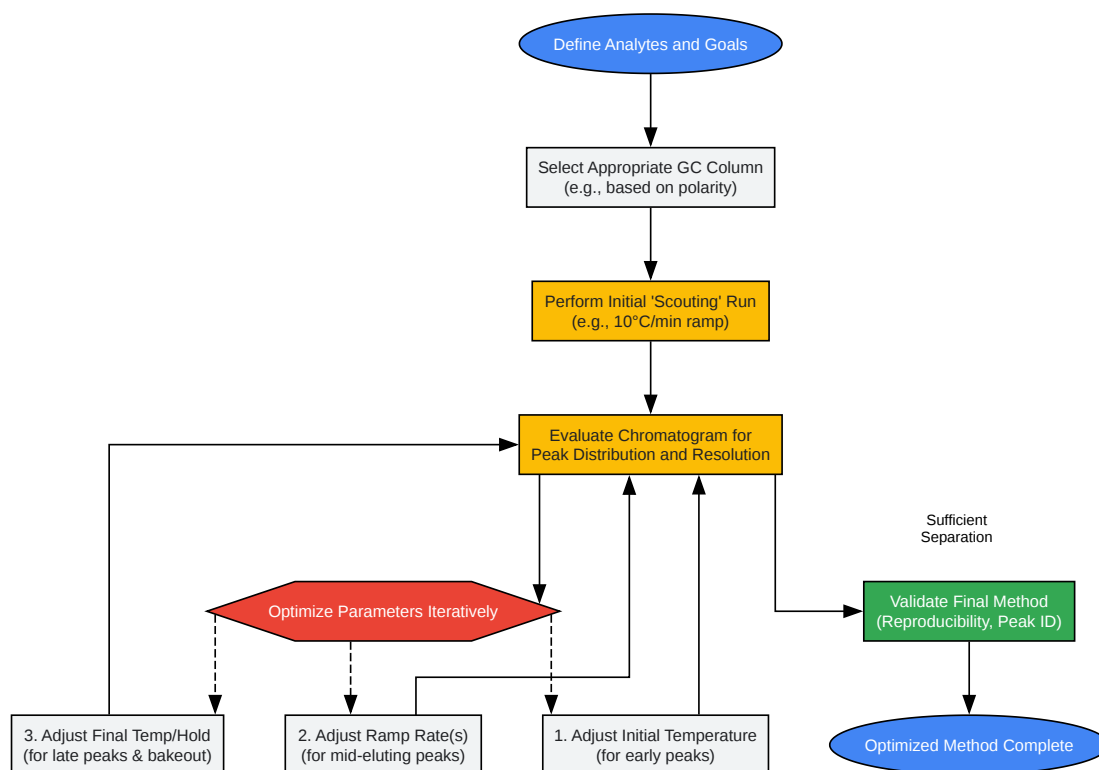 Define Analytes and Goals
Select Appropriate GC Column
(e.g., based on polarity)
Perform Initial 'Scouting' Run
(e.g., 10°C/min ramp)
Evaluate Chromatogram for
Peak Distribution and Resolution
Sufficient
Separation
Optimize Parameters Iteratively
Validate Final Method
(Reproducibility, Peak ID)
3. Adjust Final Temp/Hold
(for late peaks & bakeout)
2. Adjust Ramp Rate(s)
(for mid-eluting peaks)
1. Adjust Initial Temperature
(for early peaks)
Optimized Method Complete